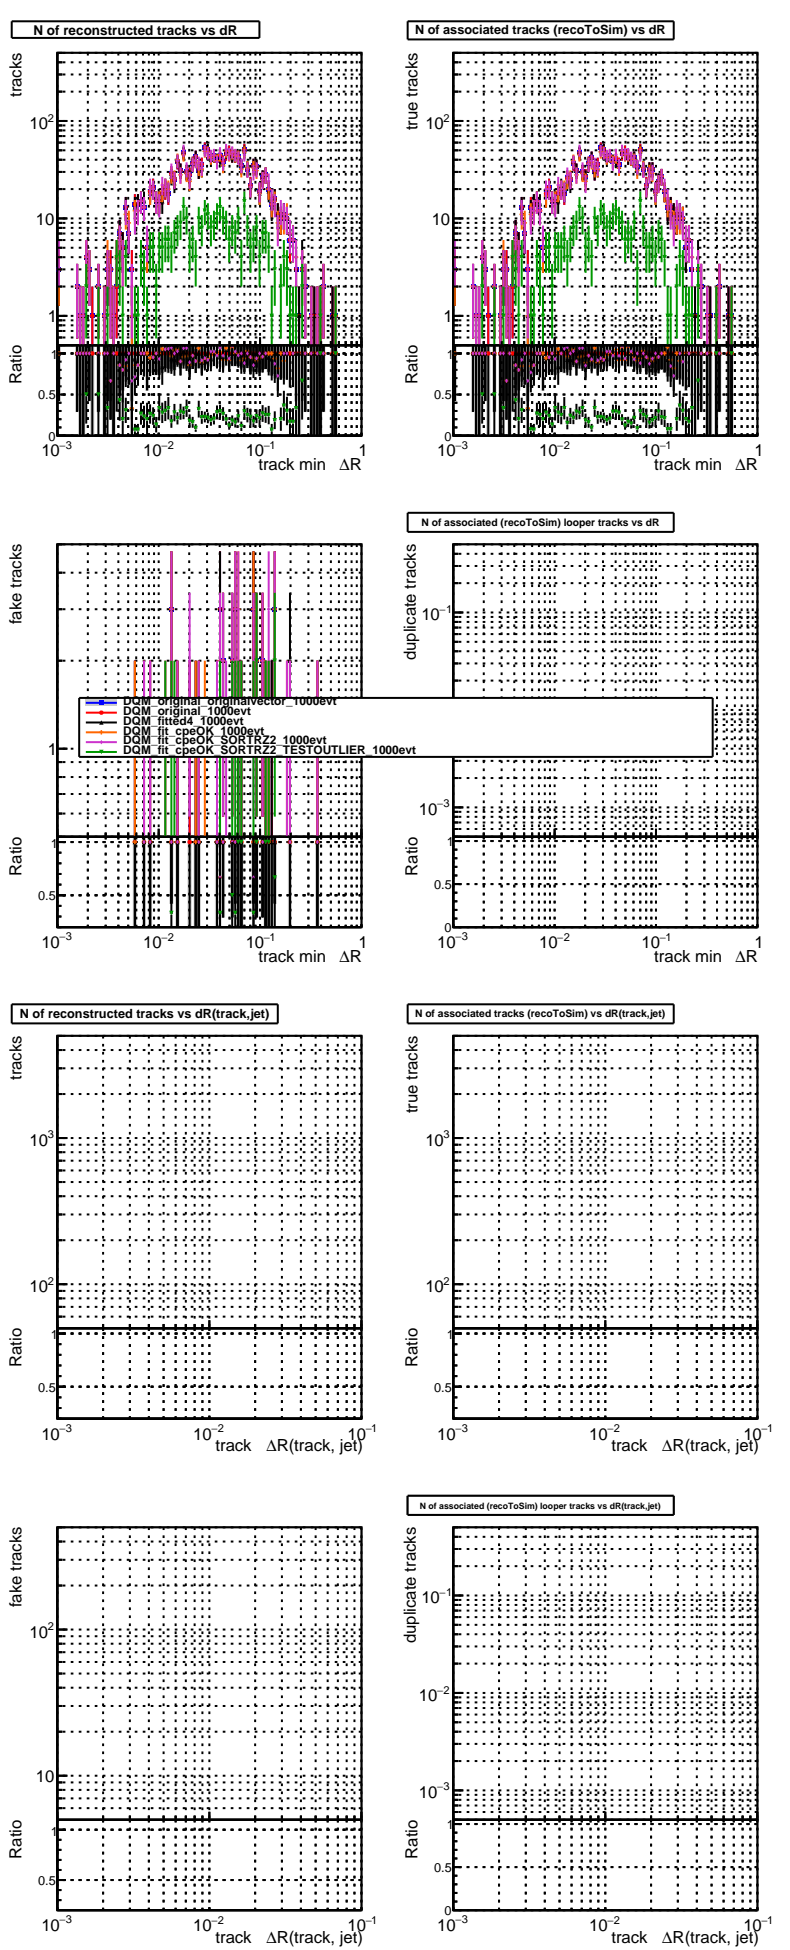 N of reconstructed tracks vs dR
N of associated tracks (recoToSim) vs dR
tracks
10²
10
1
Ratio
1
0.5
0
10⁻³
10⁻²
10⁻¹
1
track min ΔR
true tracks
10²
10
1
Ratio
1
0.5
0
10⁻³
10⁻²
10⁻¹
1
track min ΔR
N of associated (recoToSim) looper tracks vs dR
fake tracks
1
Ratio
1
0.5
10⁻³
10⁻²
10⁻¹
1
track min ΔR
duplicate tracks
10⁻¹
10⁻³
Ratio
1
0.5
0
10⁻³
10⁻²
10⁻¹
1
track min ΔR
DQM_original_originalvector_1000evt
DQM_original_1000evt
DQM_fitted4_1000evt
DQM_fit_cpeOK_1000evt
DQM_fit_cpeOK_SORTRZ2_1000evt
DQM_fit_cpeOK_SORTRZ2_TESTOUTLIER_1000evt
N of reconstructed tracks vs dR(track,jet)
N of associated tracks (recoToSim) vs dR(track,jet)
tracks
10³
10²
Ratio
1
0.5
10⁻³
10⁻²
10⁻¹
track ΔR(track, jet)
true tracks
10³
10²
Ratio
1
0.5
10⁻³
10⁻²
10⁻¹
track ΔR(track, jet)
N of associated (recoToSim) looper tracks vs dR(track,jet)
fake tracks
10²
10
Ratio
1
0.5
10⁻³
10⁻²
10⁻¹
track ΔR(track, jet)
duplicate tracks
10⁻¹
10⁻²
10⁻³
Ratio
1
0.5
0
10⁻³
10⁻²
10⁻¹
track ΔR(track, jet)